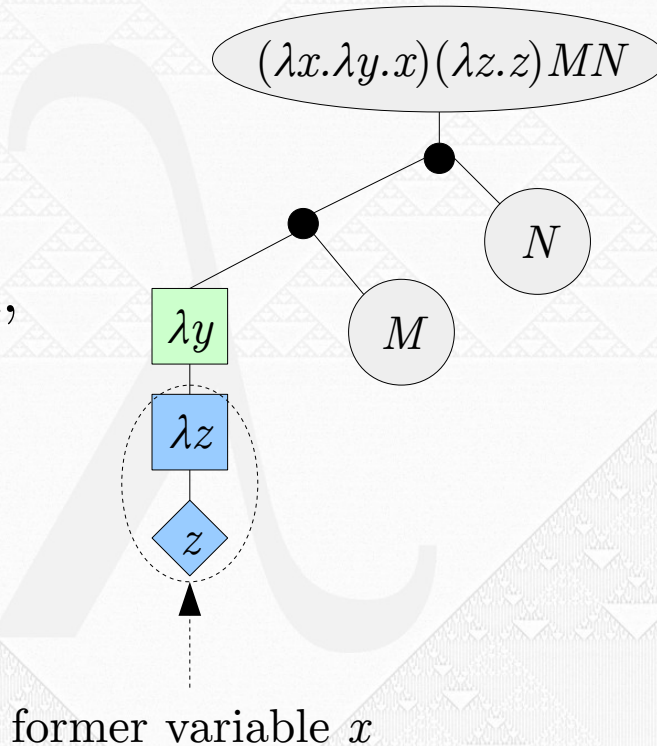 (λx.λy.x)(λz.z)MN
N
,
λy
M
λz
z
former variable x